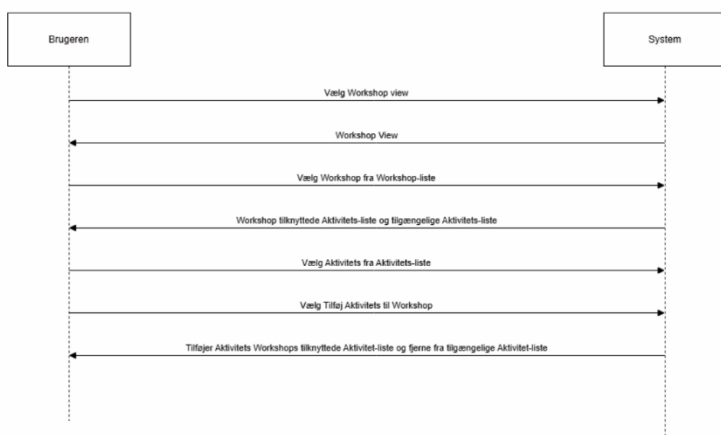 Brugeren
System
Vælg Workshop view
Workshop View
Vælg Workshop fra Workshop-liste
Workshop tilknyttede Aktivitets-liste og tilgængelige Aktivitets-liste
Vælg Aktivitets fra Aktivitets-liste
Vælg Tilføj Aktivitets til Workshop
Tilføjer Aktivitets Workshops tilknyttede Aktivitet-liste og fjerne fra tilgængelige Aktivitet-liste